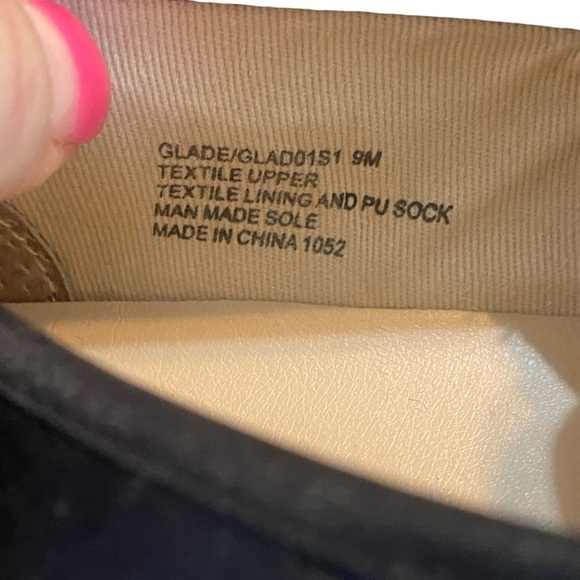 GLADE/GLAD01S1 9M
TEXTILE UPPER
TEXTILE LINING AND PU SOCK
MAN MADE SOLE
MADE IN CHINA 1052